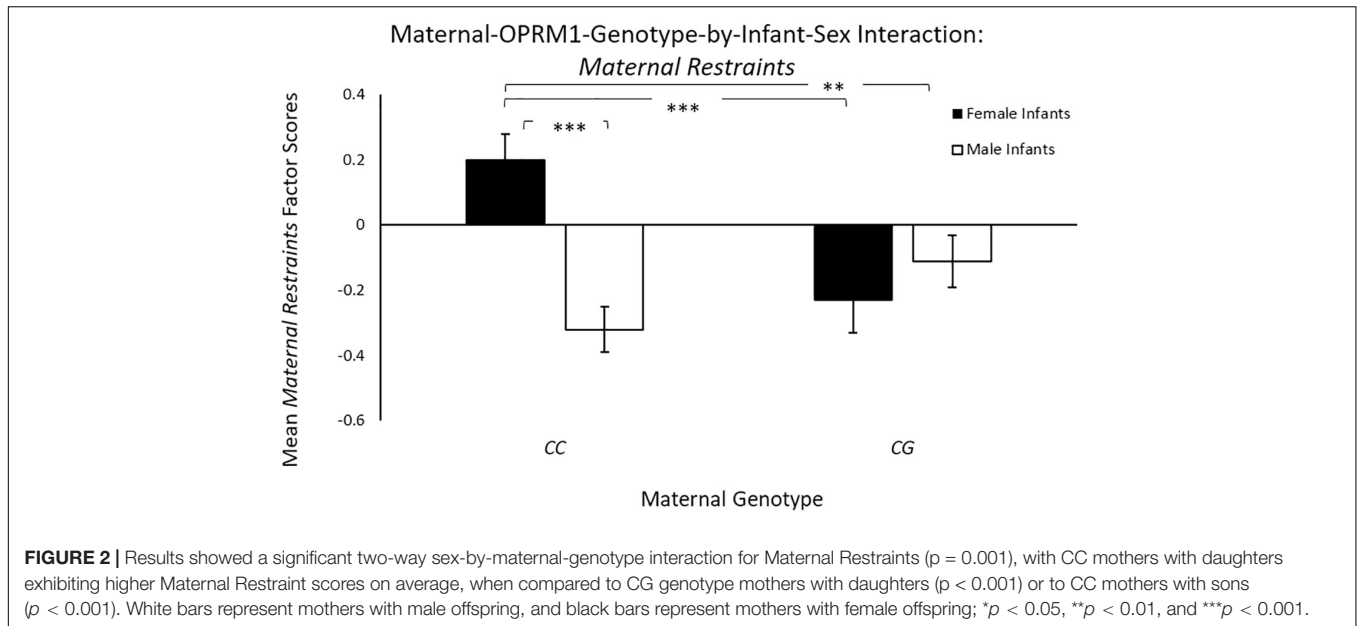 Maternal-OPRM1-Genotype-by-Infant-Sex Interaction:
Maternal Restraints
**
***
***
Female Infants
Male Infants
Mean Maternal Restraints Factor Scores
0.4
0.2
0
-0.2
-0.4
-0.6
CC
CG
Maternal Genotype
FIGURE 2 | Results showed a significant two-way sex-by-maternal-genotype interaction for Maternal Restraints (p = 0.001), with CC mothers with daughters
exhibiting higher Maternal Restraint scores on average, when compared to CG genotype mothers with daughters (p < 0.001) or to CC mothers with sons
(p < 0.001). White bars represent mothers with male offspring, and black bars represent mothers with female offspring; *p < 0.05, **p < 0.01, and ***p < 0.001.